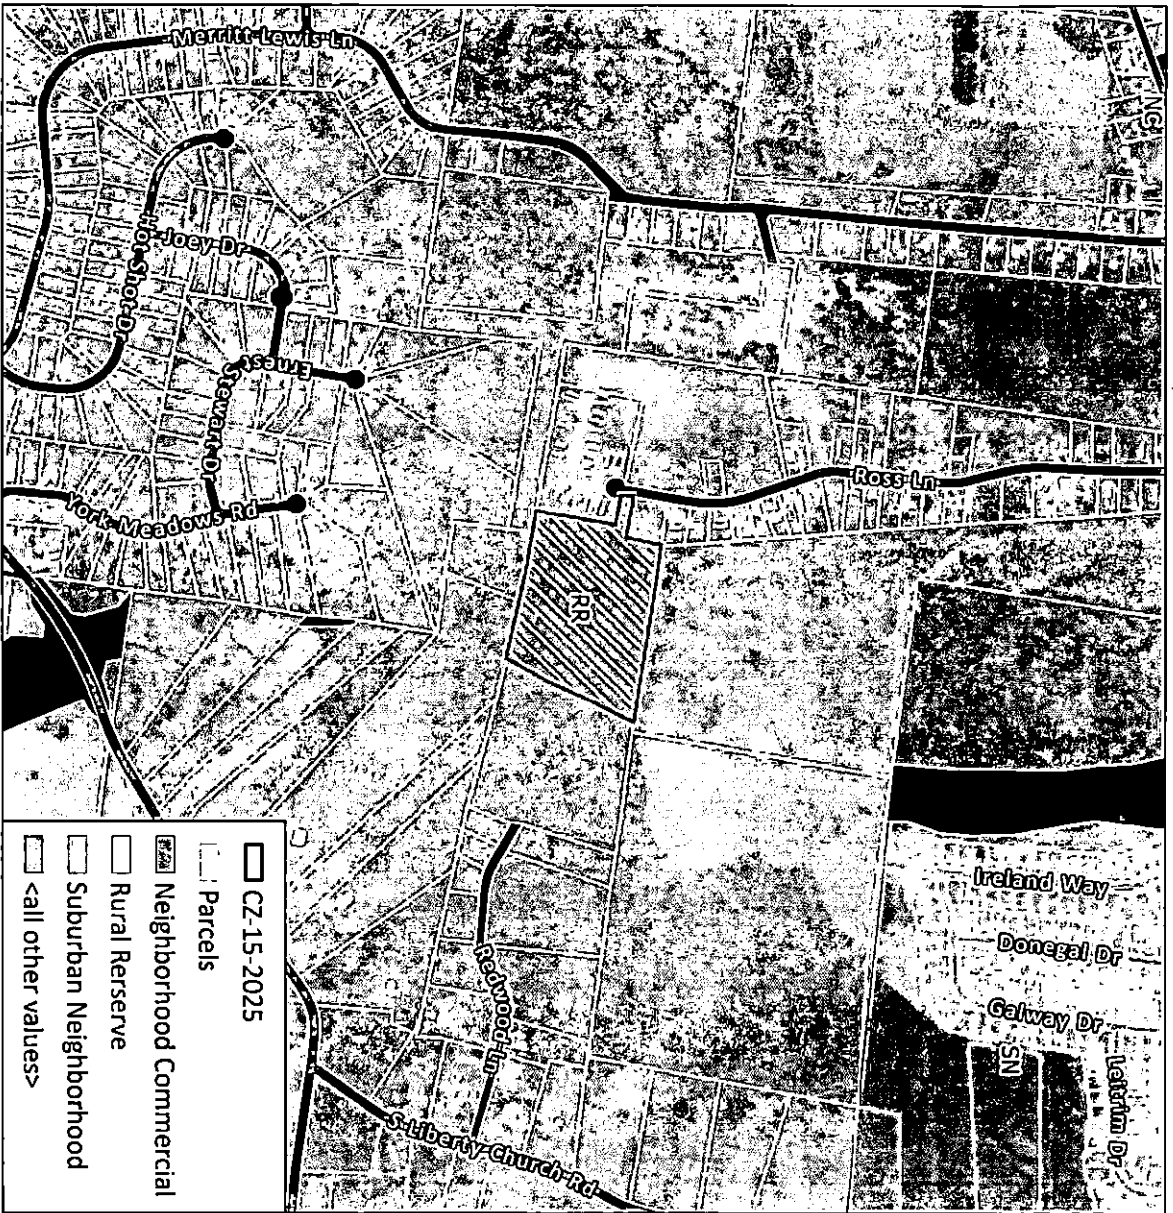 NC
Merritt Lewis Ln
Hoop Shoot Dr
Joey Dr
Ernest
Stewart Dr
York Meadows Rd
Ross Ln
RR
Ireland Way
Donegal Dr
Galway Dr
SN
Leitrim Dr
Redwood Ln
S Liberty Church Rd
CZ-15-2025
Parcels
Neighborhood Commercial
Rural Rerserve
Suburban Neighborhood
<all other values>